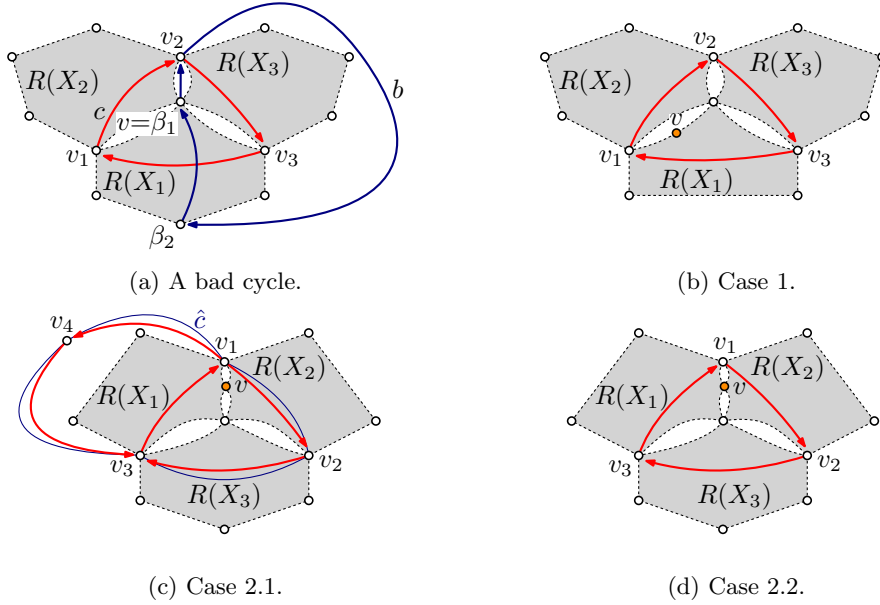 v₂
R(X₂)
R(X₃)
c
b
v=β₁
v₁
v₃
R(X₁)
β₂
(a) A bad cycle.
v₂
R(X₂)
R(X₃)
v
v₁
v₃
R(X₁)
(b) Case 1.
v₄
ĉ
v₁
R(X₂)
R(X₁)
v
v₃
v₂
R(X₃)
(c) Case 2.1.
v₁
R(X₂)
R(X₁)
v
v₃
v₂
R(X₃)
(d) Case 2.2.